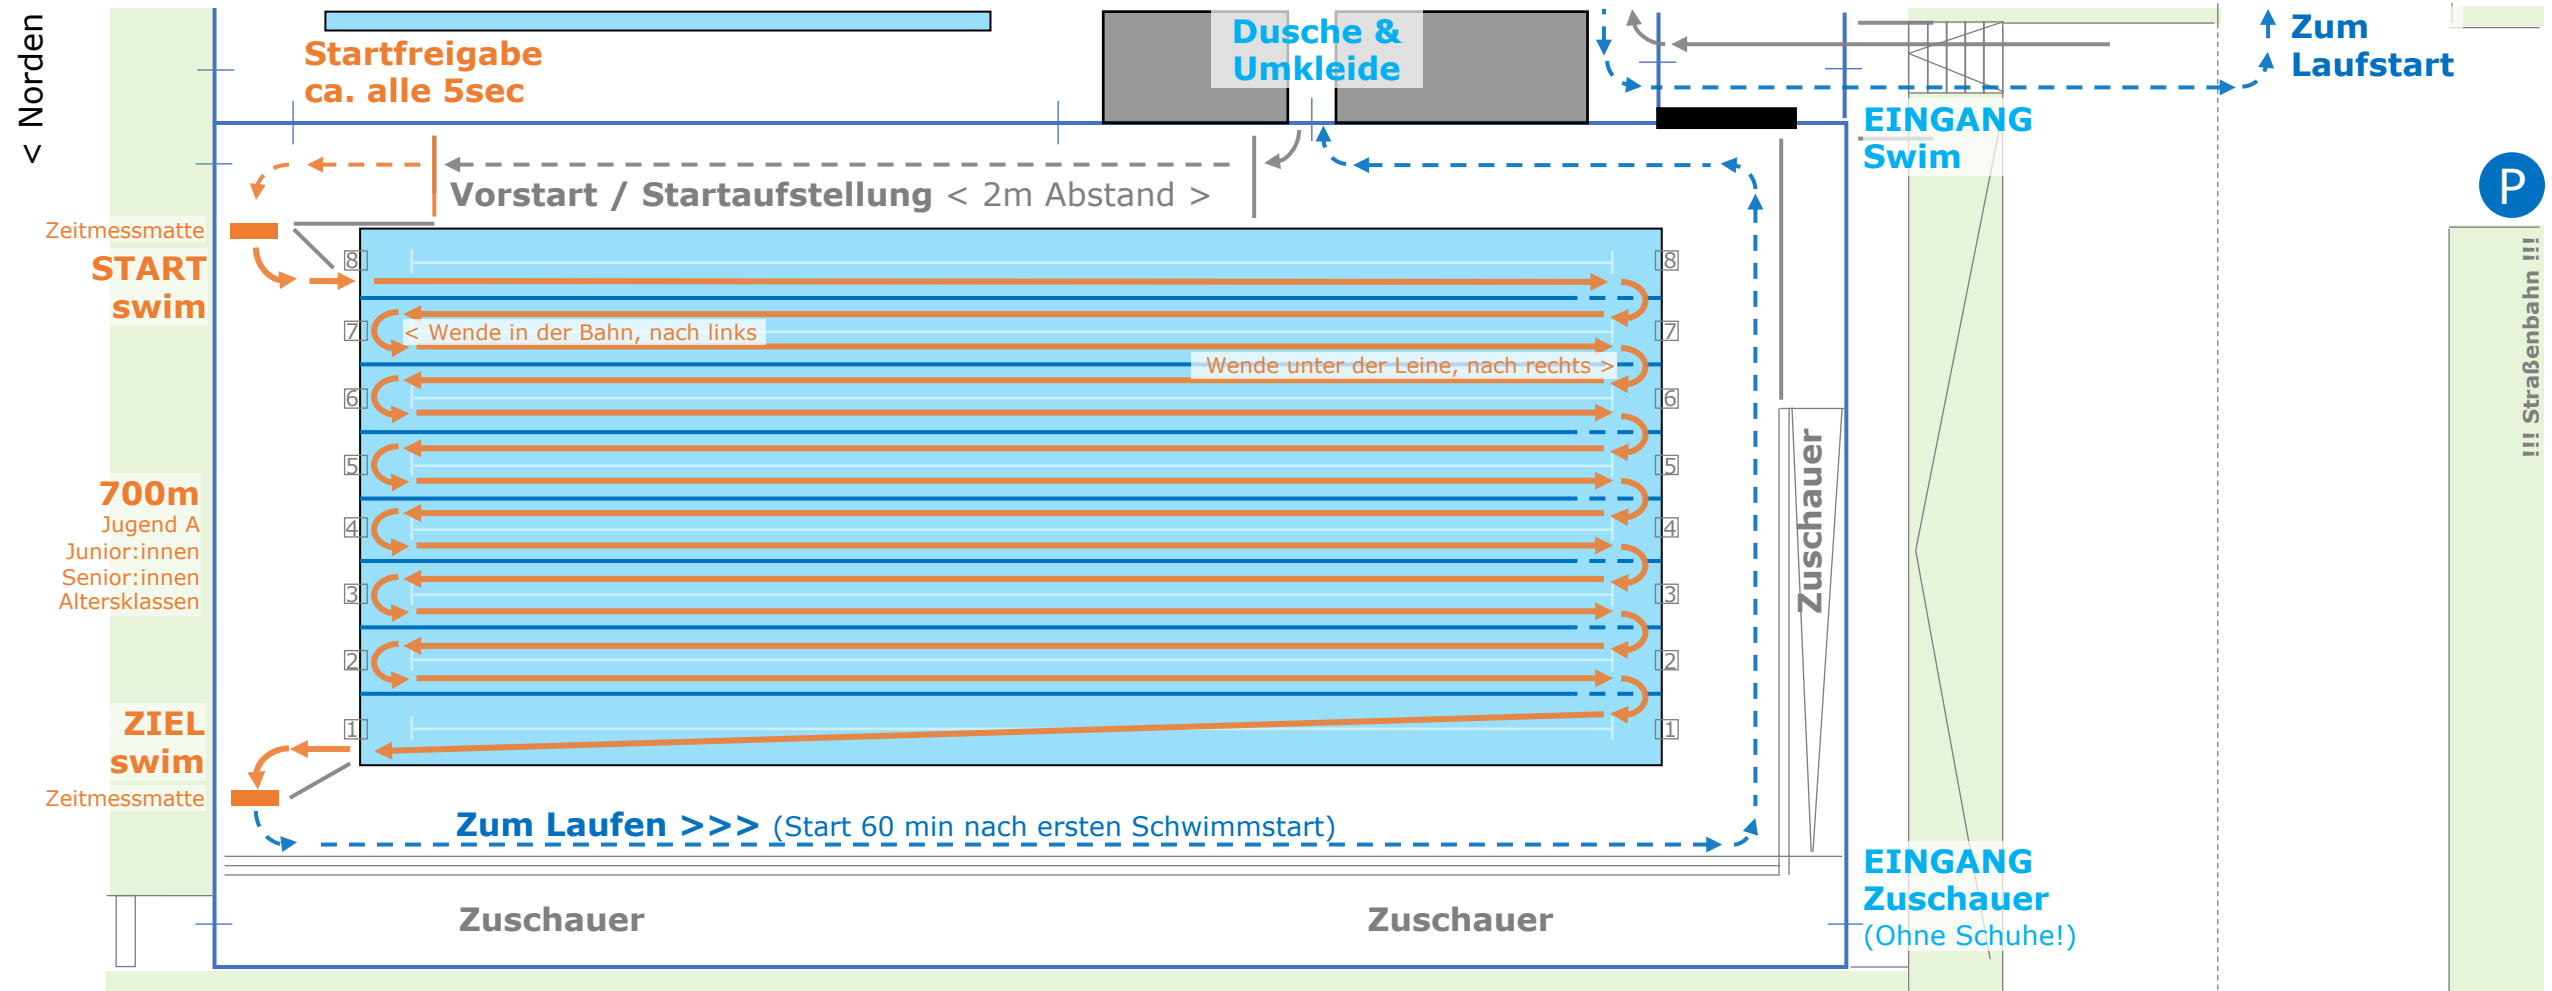 < Norden
Startfreigabe
ca. alle 5sec
Dusche &
Umkleide
Zum
Laufstart
EINGANG
Swim
P
!!! Straßenbahn !!!
Vorstart / Startaufstellung < 2m Abstand >
Zeitmessmatte
START
swim
8
8
7
< Wende in der Bahn, nach links
7
Wende unter der Leine, nach rechts >
6
6
5
5
700m
Jugend A
Junior:innen
Senior:innen
Altersklassen
4
4
3
3
Zuschauer
2
2
1
1
ZIEL
swim
Zeitmessmatte
Zum Laufen >>> (Start 60 min nach ersten Schwimmstart)
Zuschauer
Zuschauer
EINGANG
Zuschauer
(Ohne Schuhe!)